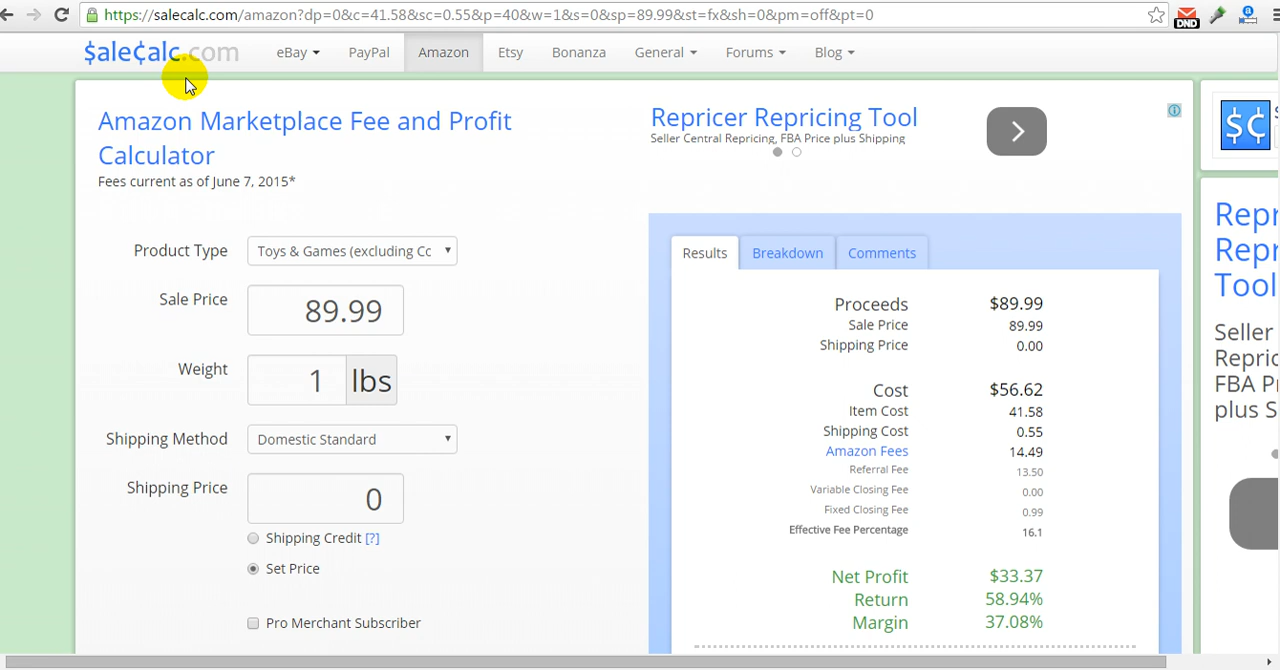 https://salecalc.com/amazon?dp=0&c=41.58&sc=0.55&p=40&w=1&s=0&sp=89.99&st=fx&sh=0&pm=off&pt=0
DND
$ale¢alc.com
eBay
PayPal
Amazon
Etsy
Bonanza
General
Forums
Blog
Amazon Marketplace Fee and Profit
Calculator
Fees current as of June 7, 2015*
Repricer Repricing Tool
Seller Central Repricing, FBA Price plus Shipping
$¢
Product Type
Toys & Games (excluding Cc
Sale Price
89.99
Weight
1 lbs
Shipping Method
Domestic Standard
Shipping Price
0
Shipping Credit [?]
Set Price
Pro Merchant Subscriber
Results
Breakdown
Comments
Proceeds $89.99
Sale Price 89.99
Shipping Price 0.00
Cost $56.62
Item Cost 41.58
Shipping Cost 0.55
Amazon Fees 14.49
Referral Fee 13.50
Variable Closing Fee 0.00
Fixed Closing Fee 0.99
Effective Fee Percentage 16.1
Net Profit $33.37
Return 58.94%
Margin 37.08%
Repr
Repr
Tool
Seller
Repric
FBA P
plus S